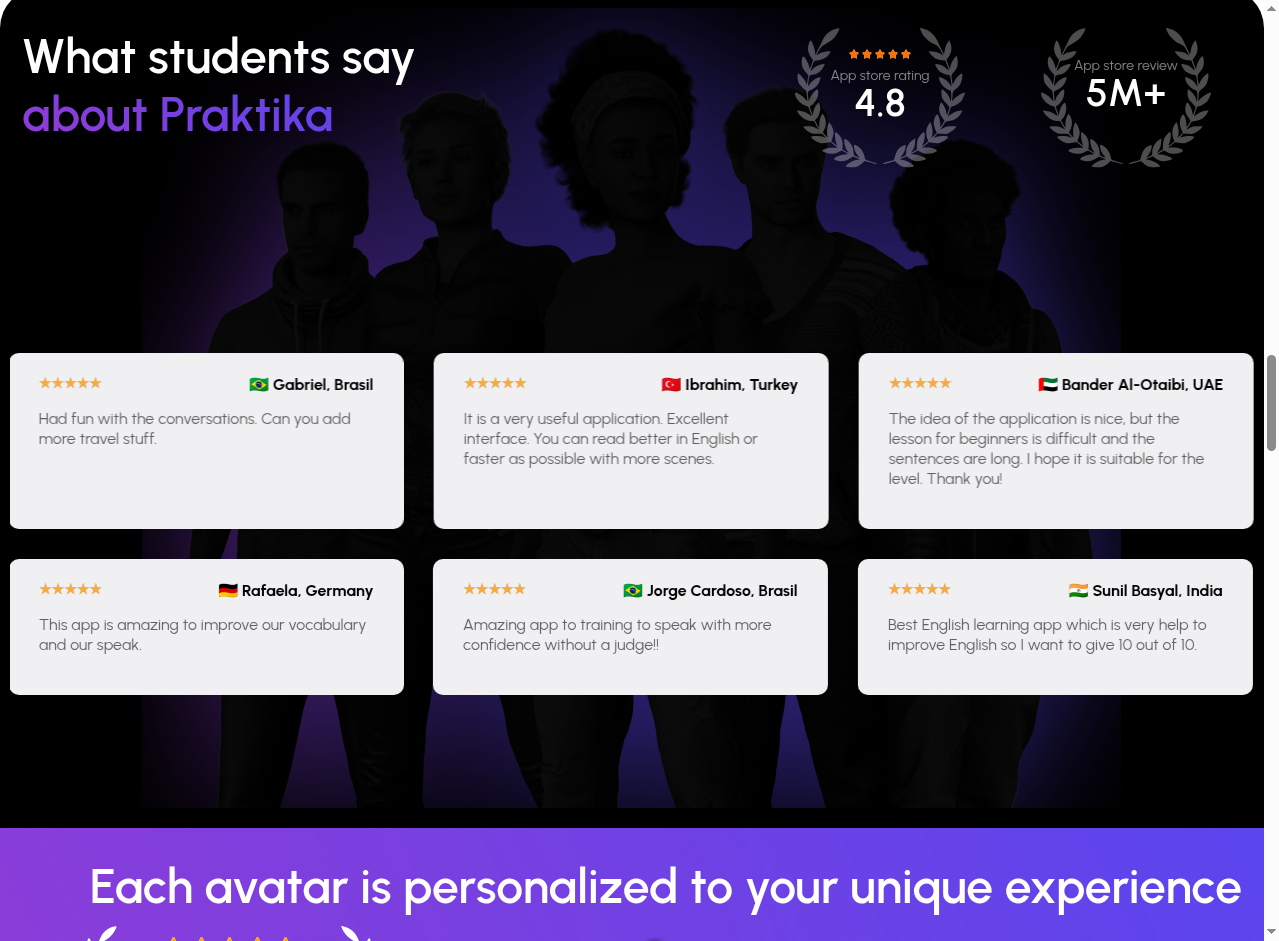 What students say
about Praktika
App store rating
4.8
App store review
5M+
Gabriel, Brasil
Had fun with the conversations. Can you add
more travel stuff.
Ibrahim, Turkey
It is a very useful application. Excellent
interface. You can read better in English or
faster as possible with more scenes.
Bander Al-Otaibi, UAE
The idea of the application is nice, but the
lesson for beginners is difficult and the
sentences are long. I hope it is suitable for the
level. Thank you!
Rafaela, Germany
This app is amazing to improve our vocabulary
and our speak.
Jorge Cardoso, Brasil
Amazing app to training to speak with more
confidence without a judge!!
Sunil Basyal, India
Best English learning app which is very help to
improve English so I want to give 10 out of 10.
Each avatar is personalized to your unique experience